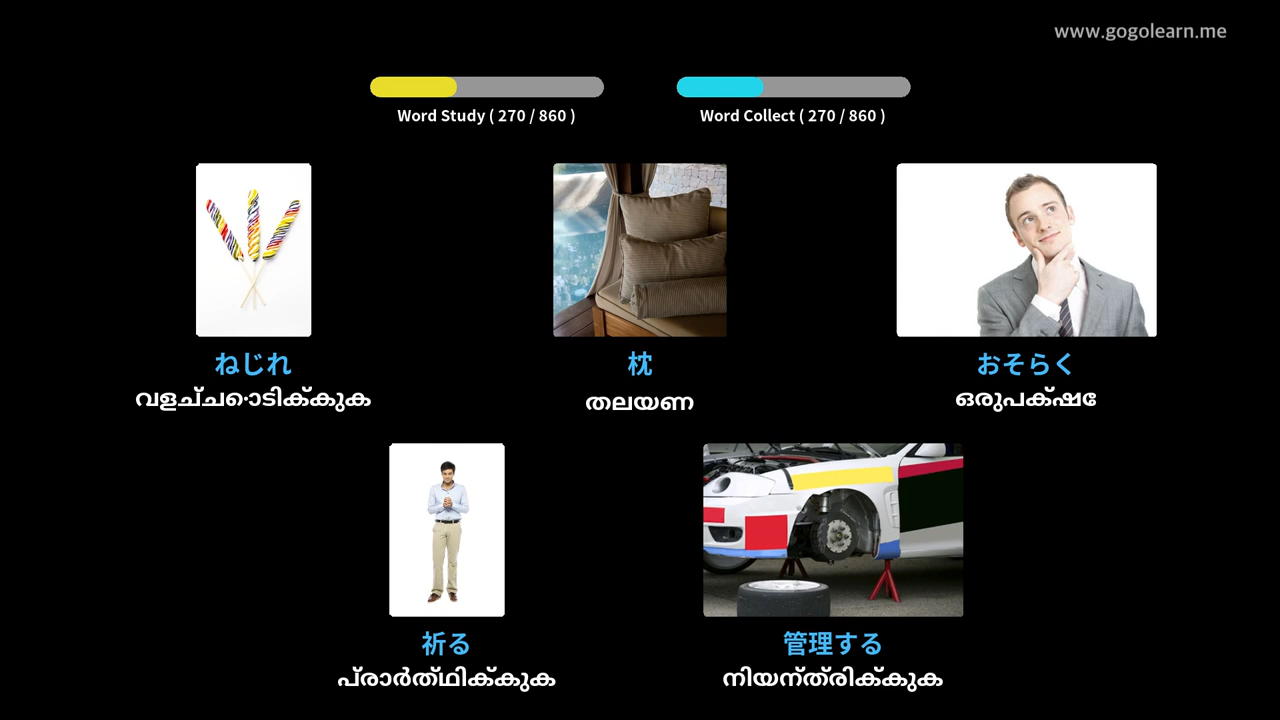 www.gogolearn.me
Word Study ( 270 / 860 )
Word Collect ( 270 / 860 )
ねじれ
വളച്ചൊടിക്കുക
枕
തലയണ
おそらく
ഒരുപക്ഷേ
祈る
പ്രാർത്ഥിക്കുക
管理する
നിയന്ത്രിക്കുക